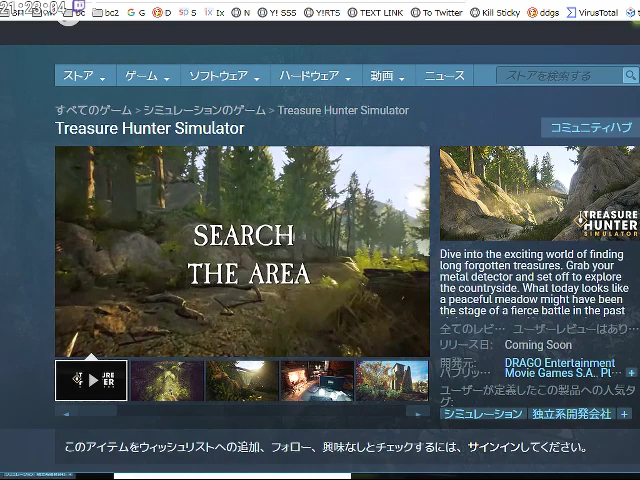 21:23:04
bc
bc2
G
D
S
Ix
N
Y! S55
Y!RT5
TEXT LINK
To Twitter
Kill Sticky
ddgs
VirusTotal
ストア
ゲーム
ソフトウェア
ハードウェア
動画
ニュース
ストアを検索する
すべてのゲーム > シミュレーションのゲーム > Treasure Hunter Simulator
Treasure Hunter Simulator
コミュニティハブ
SEARCH
THE AREA
TREASURE
HUNTER
SIMULATOR
Dive into the exciting world of finding
long forgotten treasures. Grab your
metal detector and set off to explore
the countryside. What today looks like
a peaceful meadow might have been
the stage of a fierce battle in the past
全てのレビ… ユーザーレビューはあり…
リリース日: Coming Soon
開発元: DRAGO Entertainment
パブリッ… Movie Games S.A., Pl +
ユーザーが定義したこの製品への人気タ
グ:
シミュレーション 独立系開発会社 +
このアイテムをウィッシュリストへの追加、フォロー、興味なしとチェックするには、サインインしてください。